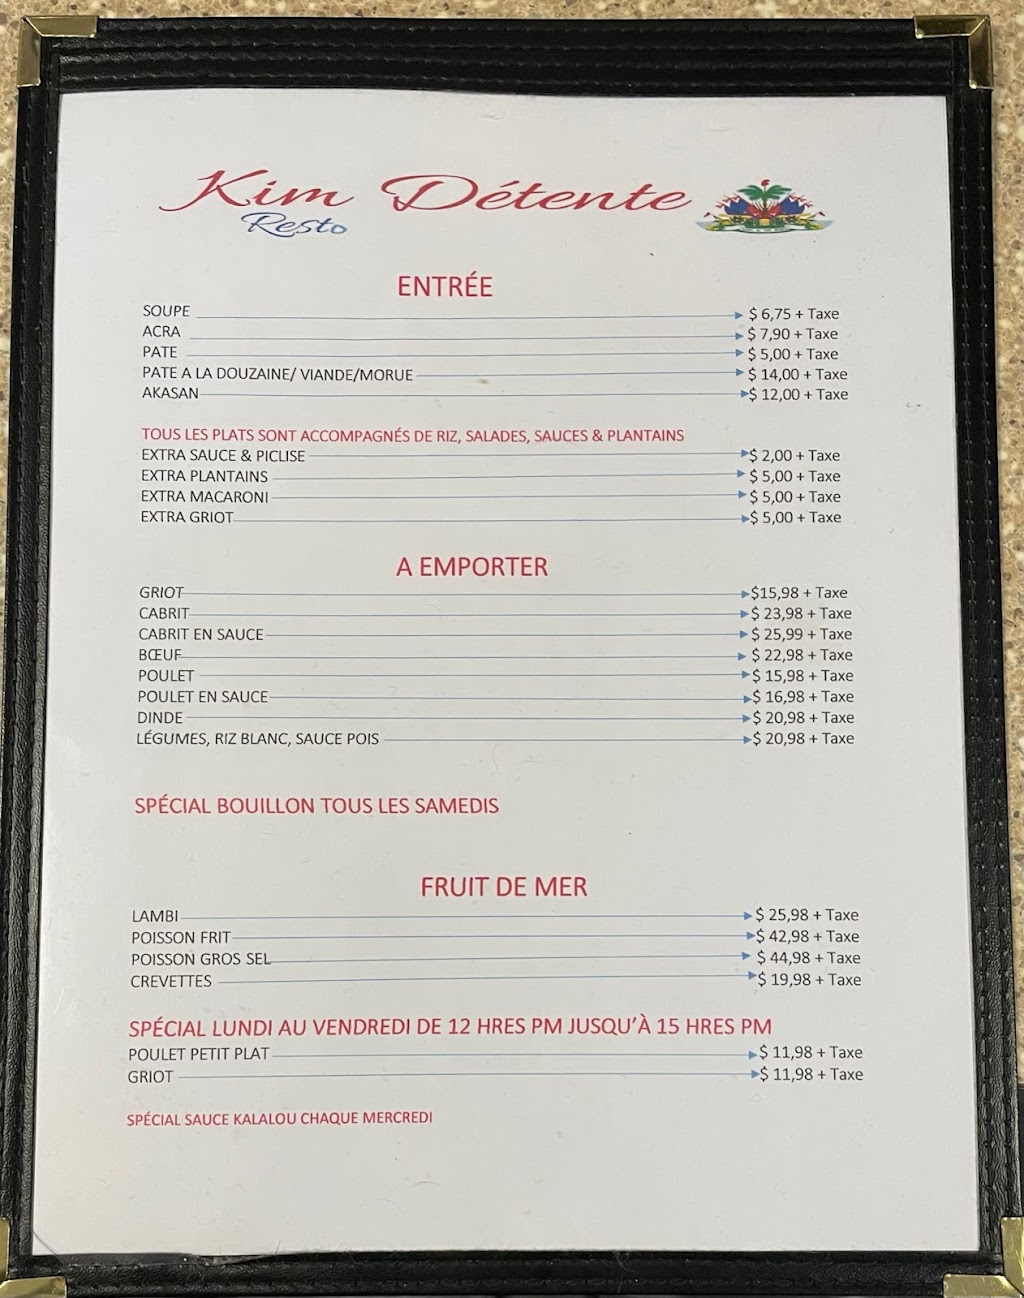 Kim Détente
Resto
ENTRÉE
SOUPE $ 6,75 + Taxe
ACRA $ 7,90 + Taxe
PATE $ 5,00 + Taxe
PATE A LA DOUZAINE/ VIANDE/MORUE $ 14,00 + Taxe
AKASAN $ 12,00 + Taxe
TOUS LES PLATS SONT ACCOMPAGNÉS DE RIZ, SALADES, SAUCES & PLANTAINS
EXTRA SAUCE & PICLISE $ 2,00 + Taxe
EXTRA PLANTAINS $ 5,00 + Taxe
EXTRA MACARONI $ 5,00 + Taxe
EXTRA GRIOT $ 5,00 + Taxe
A EMPORTER
GRIOT $15,98 + Taxe
CABRIT $ 23,98 + Taxe
CABRIT EN SAUCE $ 25,99 + Taxe
BŒUF $ 22,98 + Taxe
POULET $ 15,98 + Taxe
POULET EN SAUCE $ 16,98 + Taxe
DINDE $ 20,98 + Taxe
LÉGUMES, RIZ BLANC, SAUCE POIS $ 20,98 + Taxe
SPÉCIAL BOUILLON TOUS LES SAMEDIS
FRUIT DE MER
LAMBI $ 25,98 + Taxe
POISSON FRIT $ 42,98 + Taxe
POISSON GROS SEL $ 44,98 + Taxe
CREVETTES $ 19,98 + Taxe
SPÉCIAL LUNDI AU VENDREDI DE 12 HRES PM JUSQU'À 15 HRES PM
POULET PETIT PLAT $ 11,98 + Taxe
GRIOT $ 11,98 + Taxe
SPÉCIAL SAUCE KALALOU CHAQUE MERCREDI